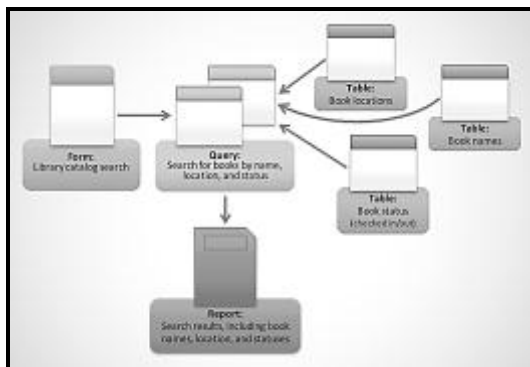 Form:
Library catalog search
Query:
Search for books by name,
location, and status
Table:
Book locations
Table:
Book names
Table:
Book status
(checked in/out)
Report:
Search results, including book
names, location, and statuses